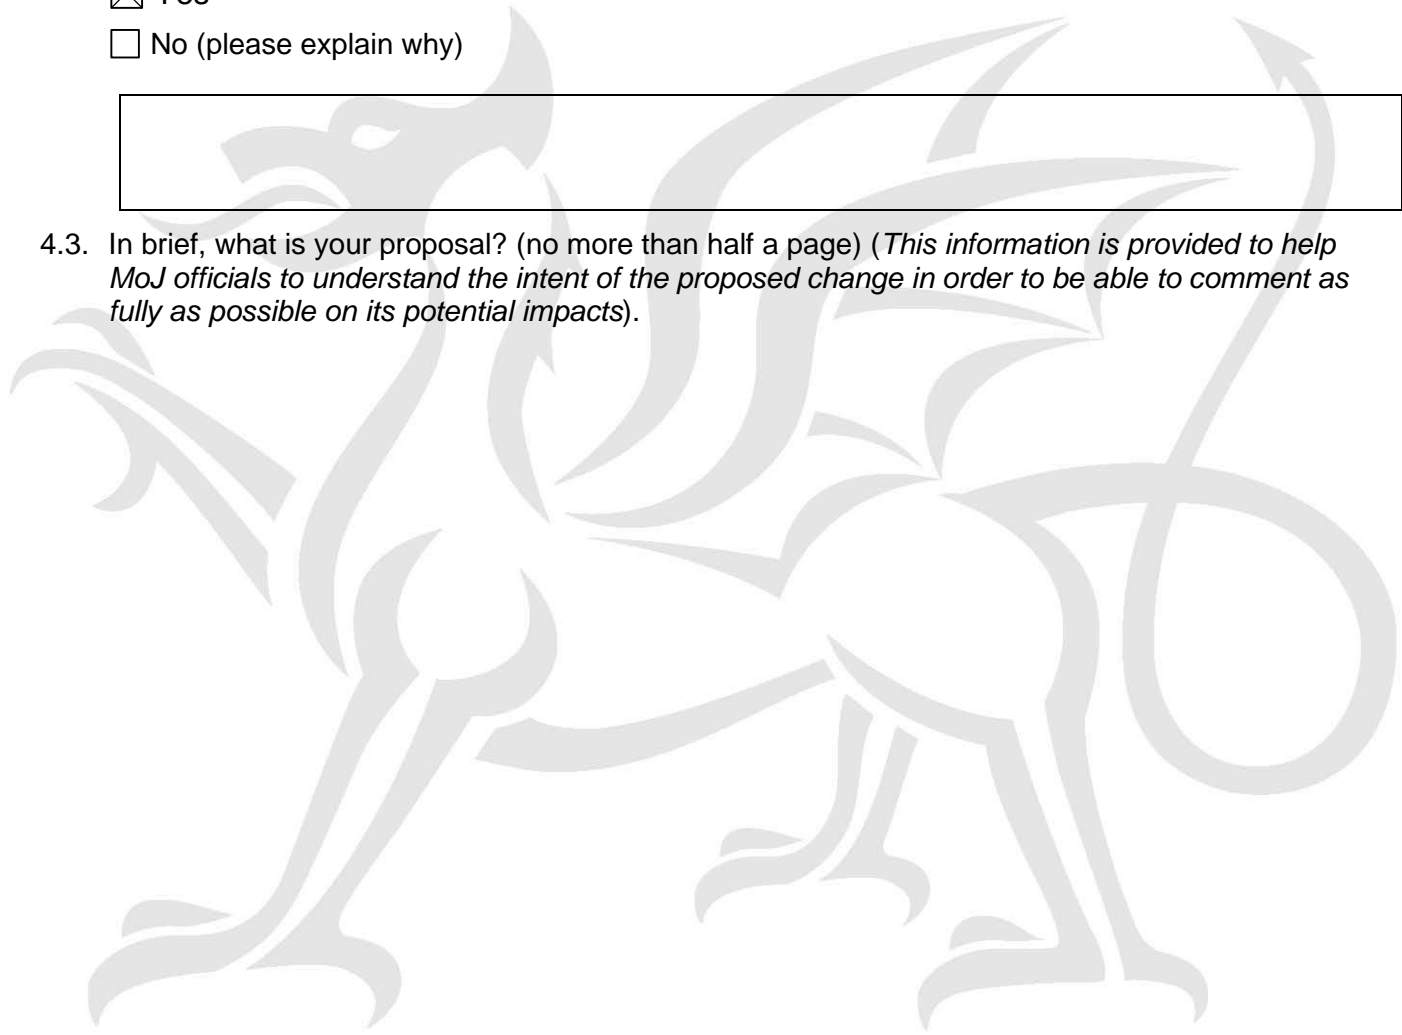 Yes
No (please explain why)
4.3. In brief, what is your proposal? (no more than half a page) (This information is provided to help
MoJ officials to understand the intent of the proposed change in order to be able to comment as
fully as possible on its potential impacts).